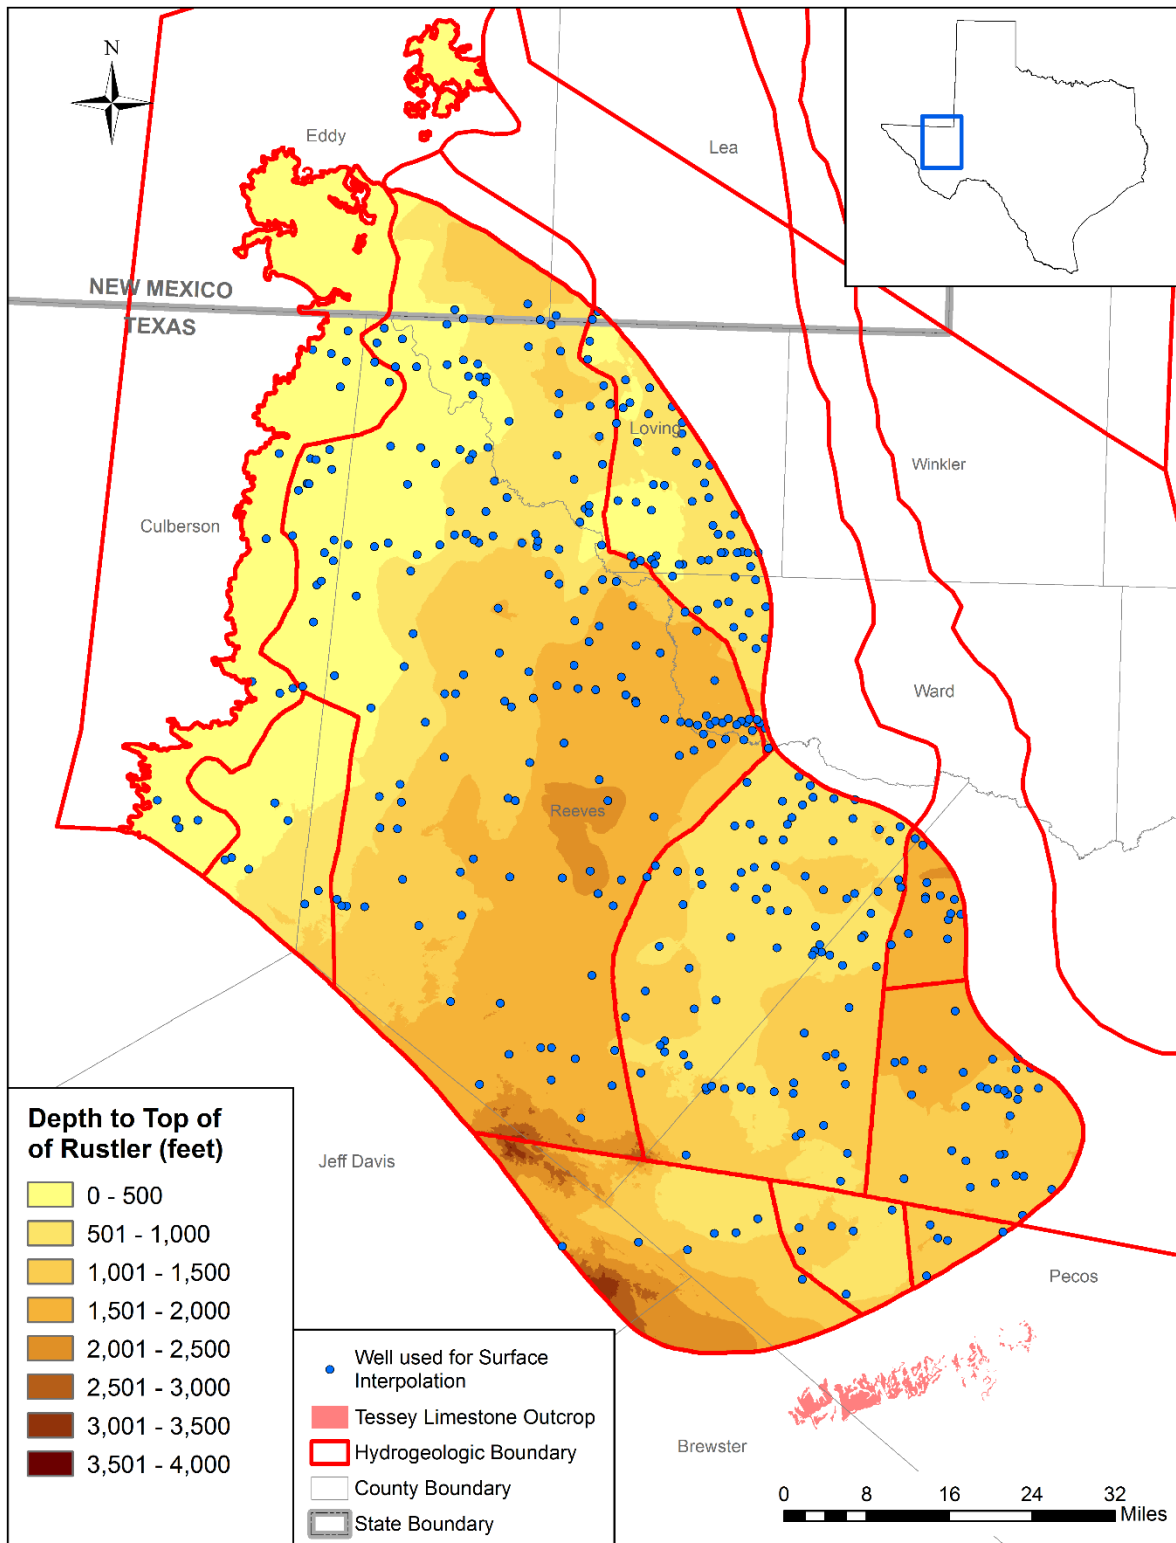 N
Eddy
Lea
NEW MEXICO
TEXAS
Loving
Winkler
Culberson
Ward
Reeves
Depth to Top of
of Rustler (feet)
0 - 500
501 - 1,000
1,001 - 1,500
1,501 - 2,000
2,001 - 2,500
2,501 - 3,000
3,001 - 3,500
3,501 - 4,000
Jeff Davis
Pecos
Well used for Surface
Interpolation
Tessey Limestone Outcrop
Hydrogeologic Boundary
County Boundary
State Boundary
Brewster
0 8 16 24 32
Miles